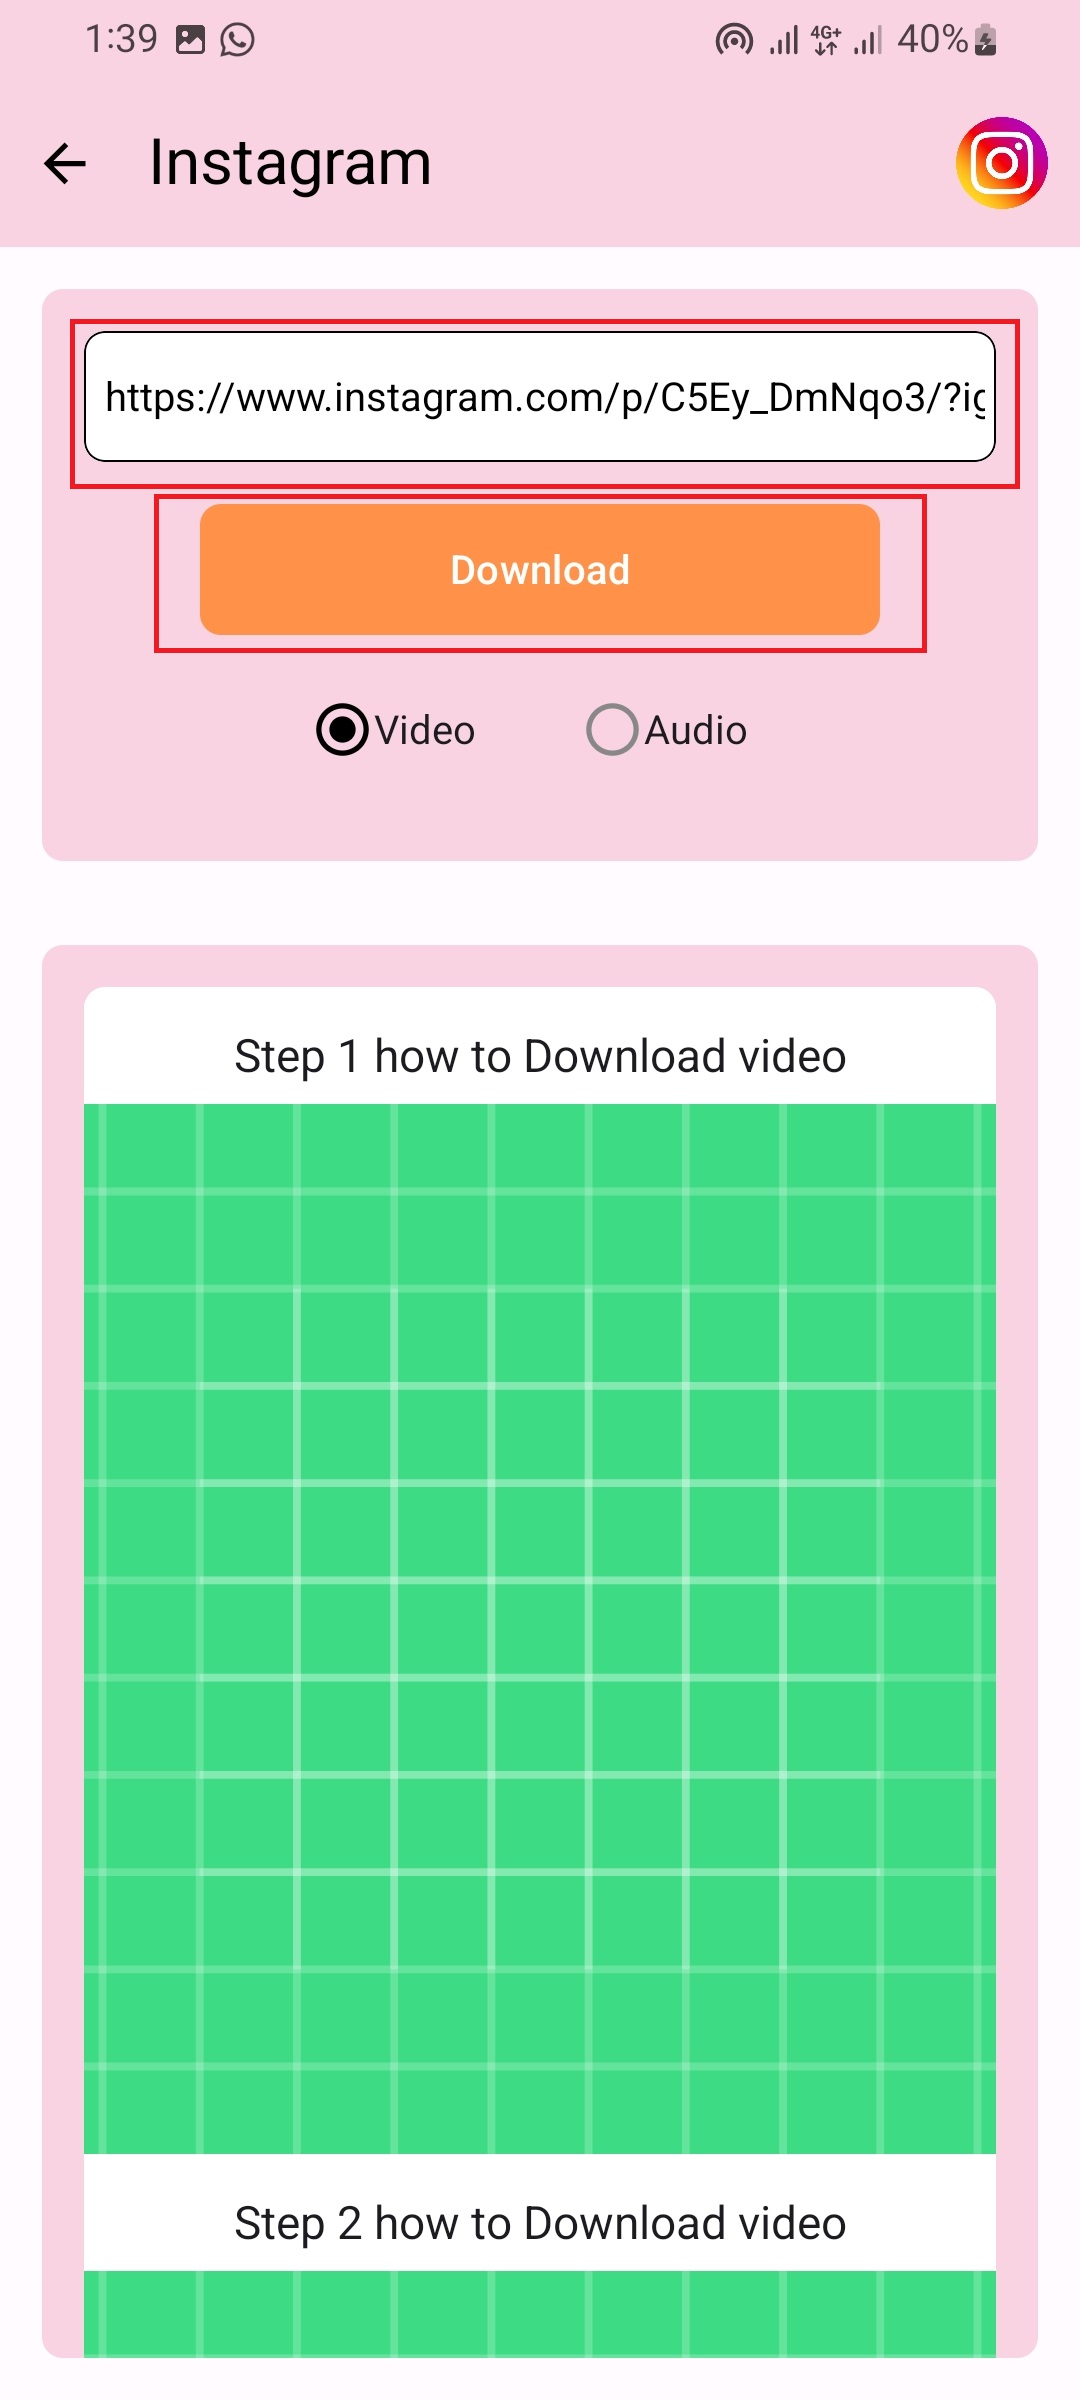 1:39 4G+ 40%
Instagram
https://www.instagram.com/p/C5Ey_DmNqo3/?ig
Download
Video Audio
Step 1 how to Download video
Step 2 how to Download video